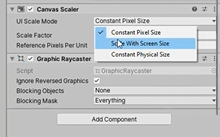 Canvas Scaler
UI Scale Mode
Constant Pixel Size
Constant Pixel Size
Scale With Screen Size
Constant Physical Size
Scale Factor
Reference Pixels Per Unit
Graphic Raycaster
Script
Ignore Reversed Graphics
Blocking Objects
None
Blocking Mask
Everything
Add Component